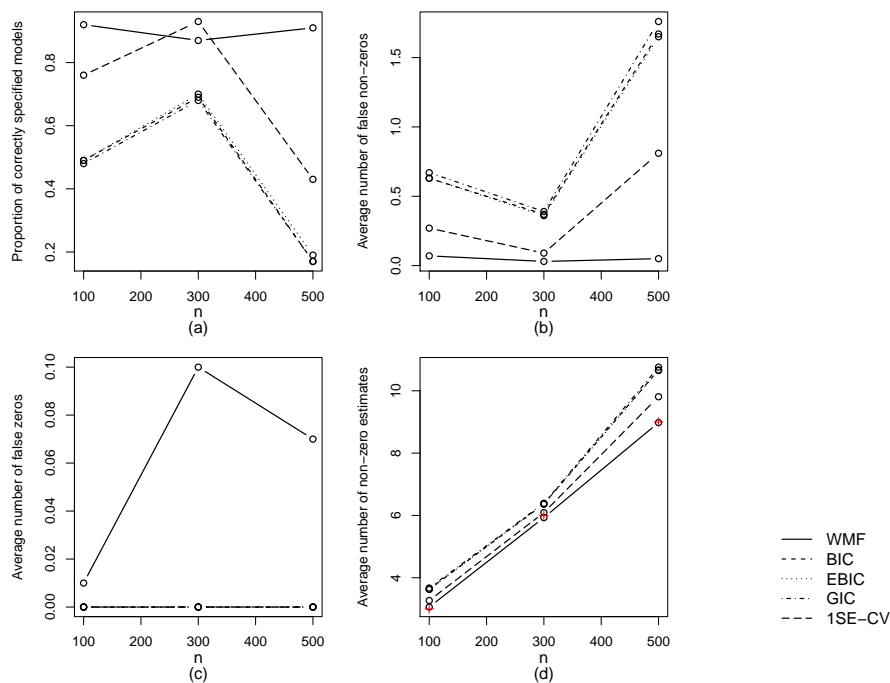 Proportion of correctly specified models
0.2 0.4 0.6 0.8
100 200 300 400 500
n
(a)
Average number of false non−zeros
0.0 0.5 1.0 1.5
100 200 300 400 500
n
(b)
Average number of false zeros
0.00 0.02 0.04 0.06 0.08 0.10
100 200 300 400 500
n
(c)
Average number of non−zero estimates
4 6 8 10
100 200 300 400 500
n
(d)
WMF
BIC
EBIC
GIC
1SE−CV